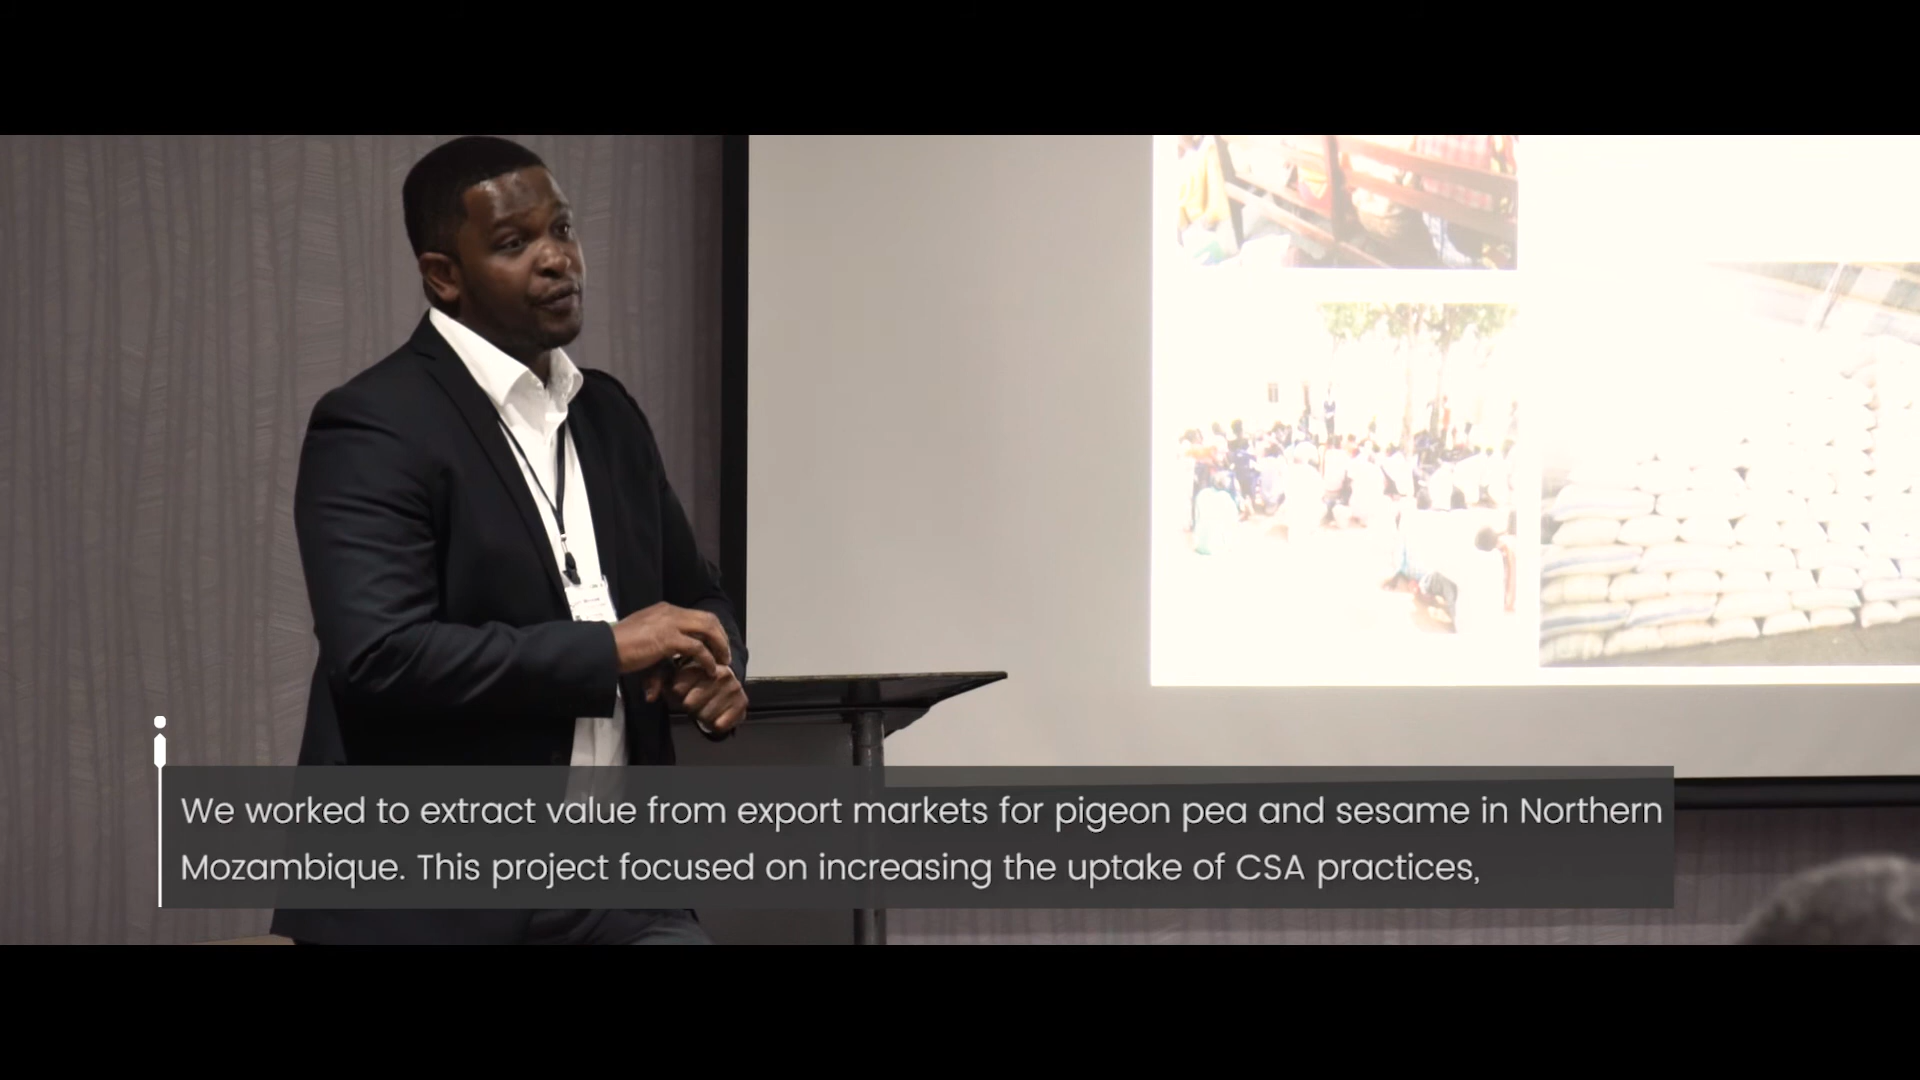 We worked to extract value from export markets for pigeon pea and sesame in Northern
Mozambique. This project focused on increasing the uptake of CSA practices,